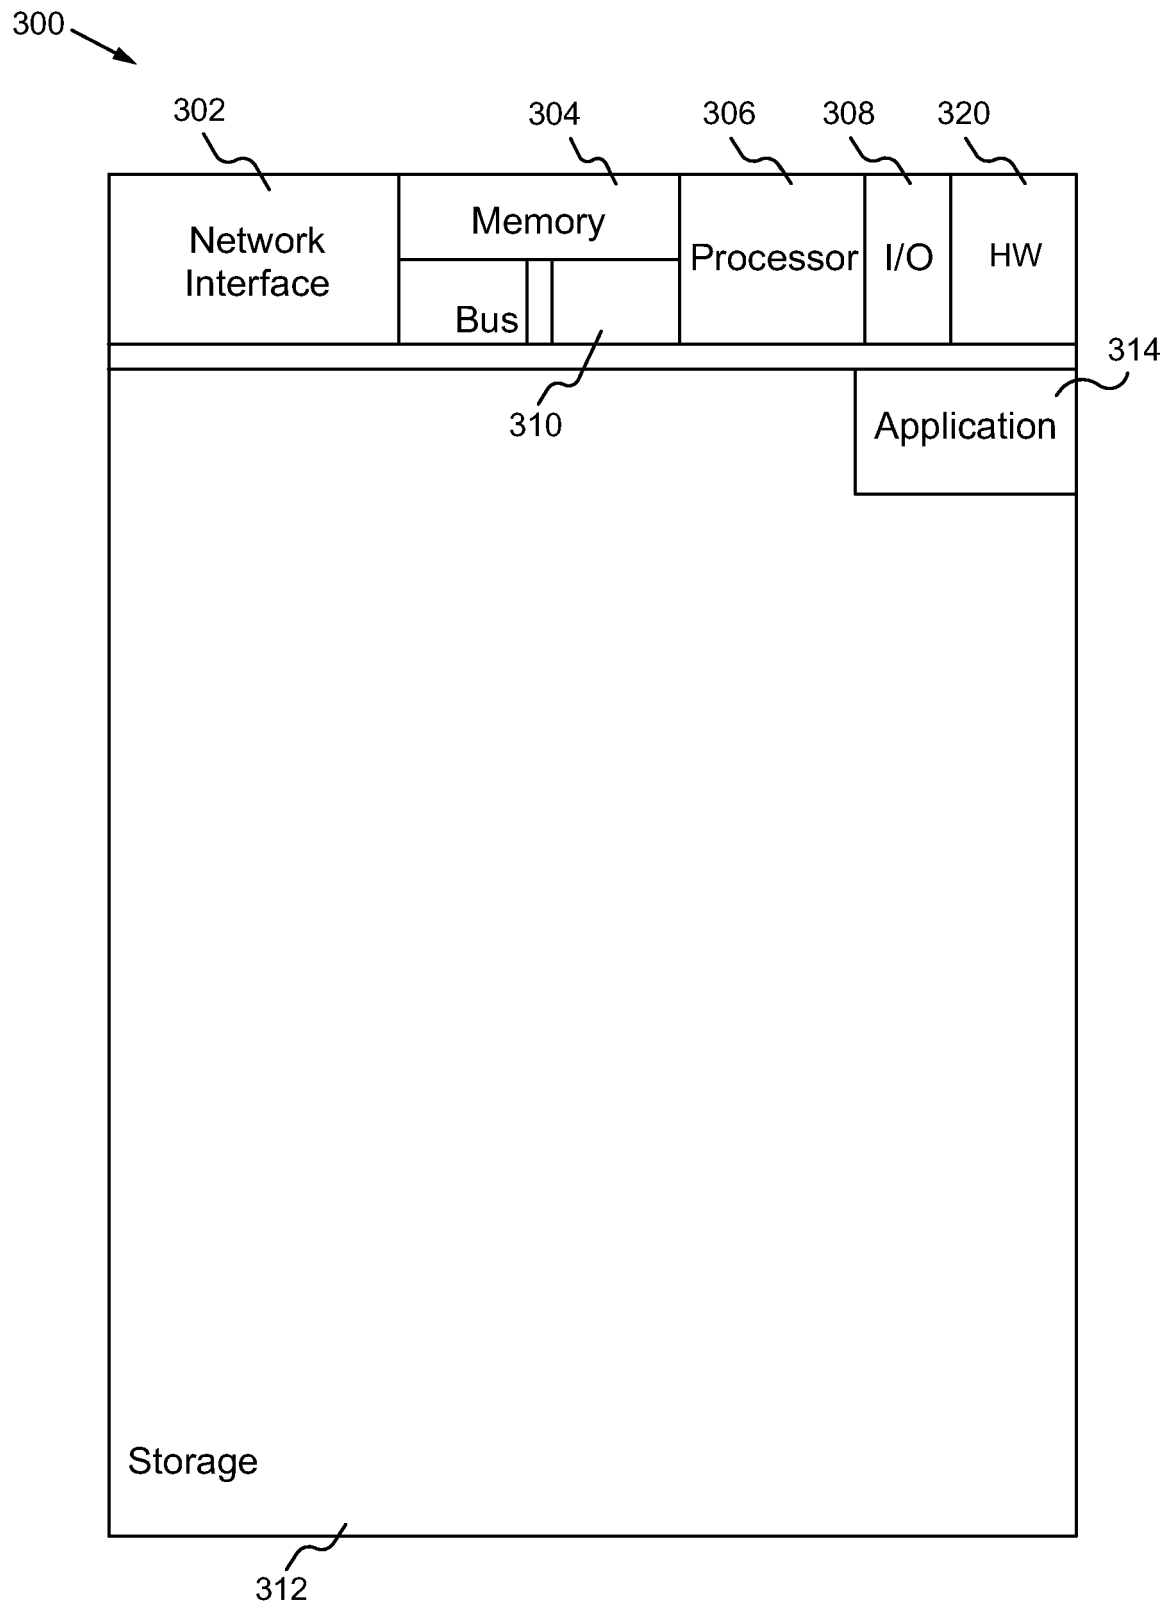 300
302
304
306
308
320
Network
Interface
Memory
Processor
I/O
HW
Bus
314
310
Application
Storage
312